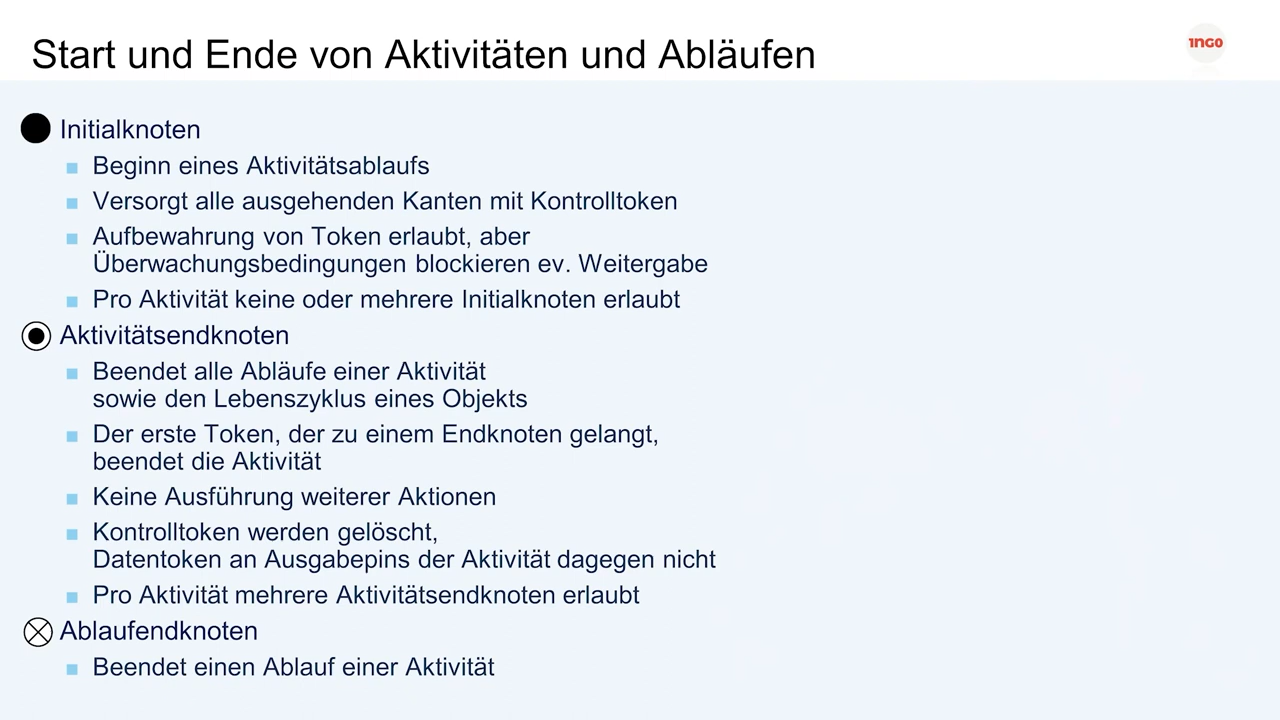 Start und Ende von Aktivitäten und Abläufen
1NGO
Initialknoten
Beginn eines Aktivitätsablaufs
Versorgt alle ausgehenden Kanten mit Kontrolltoken
Aufbewahrung von Token erlaubt, aber
Überwachungsbedingungen blockieren ev. Weitergabe
Pro Aktivität keine oder mehrere Initialknoten erlaubt
Aktivitätsendknoten
Beendet alle Abläufe einer Aktivität
sowie den Lebenszyklus eines Objekts
Der erste Token, der zu einem Endknoten gelangt,
beendet die Aktivität
Keine Ausführung weiterer Aktionen
Kontrolltoken werden gelöscht,
Datentoken an Ausgabepins der Aktivität dagegen nicht
Pro Aktivität mehrere Aktivitätsendknoten erlaubt
Ablaufendknoten
Beendet einen Ablauf einer Aktivität